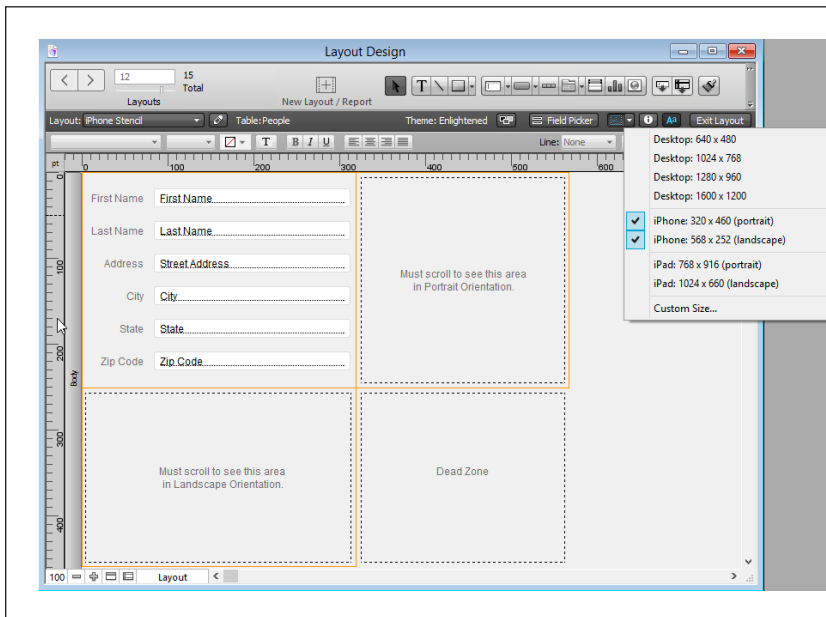 Layout Design
12
15
Total
Layouts
New Layout / Report
Layout: iPhone Stencil
Table: People
Theme: Enlightened
Field Picker
Aa
Exit Layout
T
B I U
Line: None
pt
0 100 200 300 400 500 600
0
100
200
300
400
Body
First Name
First Name
Last Name
Last Name
Address
Street Address
City
City
State
State
Zip Code
Zip Code
Must scroll to see this area
in Portrait Orientation.
Must scroll to see this area
in Landscape Orientation.
Dead Zone
Desktop: 640 x 480
Desktop: 1024 x 768
Desktop: 1280 x 960
Desktop: 1600 x 1200
iPhone: 320 x 460 (portrait)
iPhone: 568 x 252 (landscape)
iPad: 768 x 916 (portrait)
iPad: 1024 x 660 (landscape)
Custom Size...
100
Layout